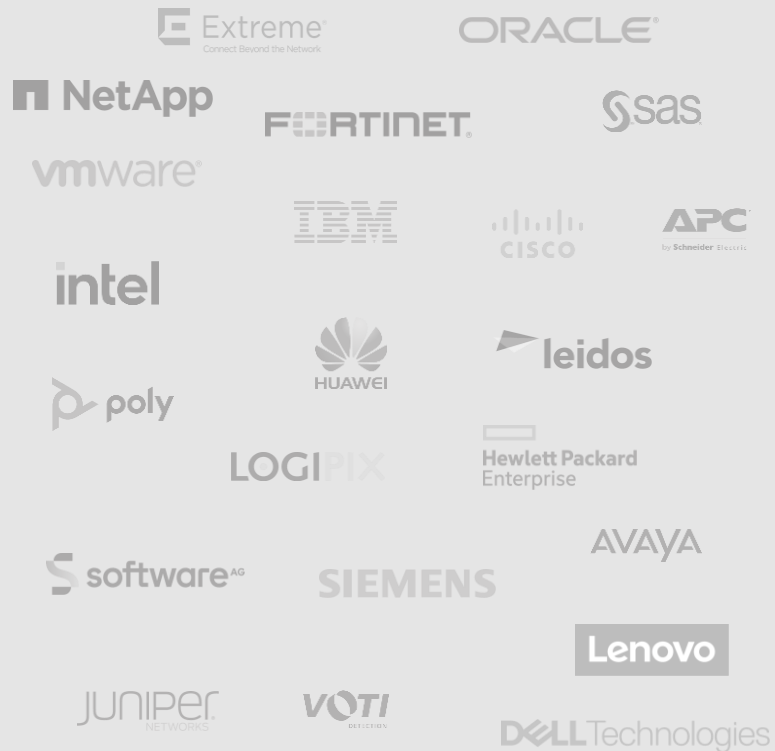 Extreme®
Connect Beyond the Network
ORACLE®
NetApp
FORTINET®
sas
vmware®
IBM
CISCO
APC
by Schneider Electric
intel
HUAWEI
leidos
poly
LOGIPIX
Hewlett Packard
Enterprise
AVAYA
software AG
SIEMENS
Lenovo
JUNIPER
NETWORKS
VOTI
DETECTION
DELL Technologies